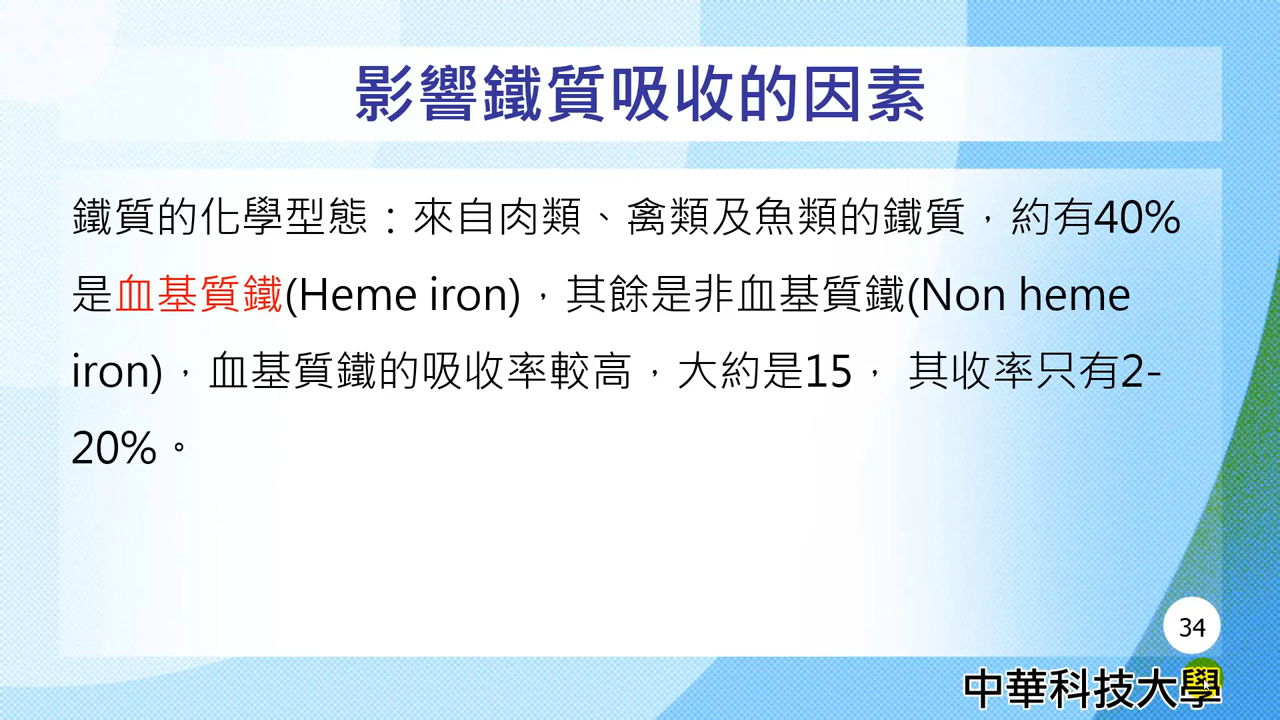 影響鐵質吸收的因素
鐵質的化學型態：來自肉類、禽類及魚類的鐵質，約有40%
是血基質鐵(Heme iron)，其餘是非血基質鐵(Non heme
iron)，血基質鐵的吸收率較高，大約是15， 其收率只有2-
20%。
34
中華科技大學